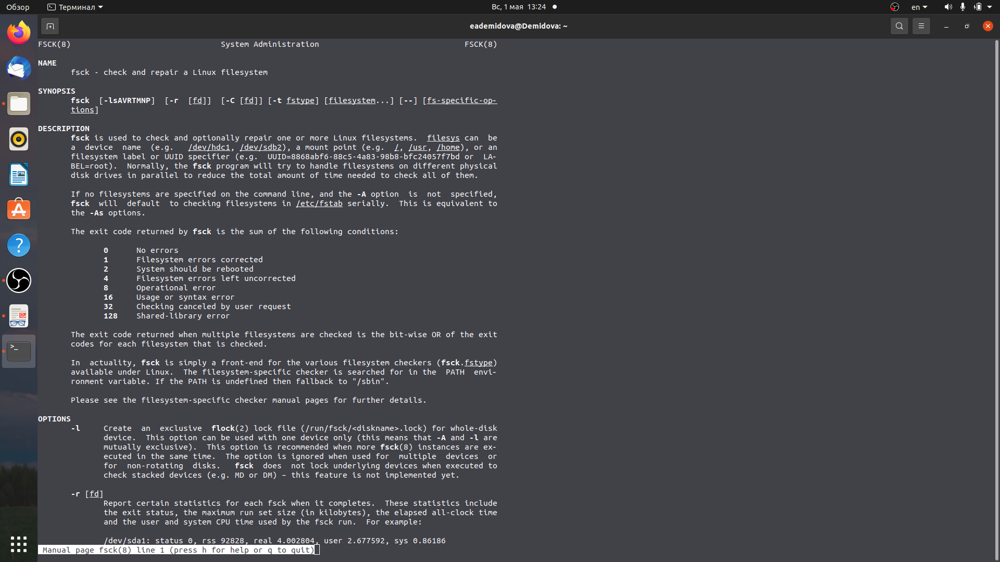 Обзор
Терминал
Вс, 1 мая 13:24
en
eademidova@Demidova: ~
FSCK(8) System Administration FSCK(8)
NAME
fsck - check and repair a Linux filesystem
SYNOPSIS
fsck [-lsAVRTMNP] [-r [fd]] [-C [fd]] [-t fstype] [filesystem...] [--] [fs-specific-op-
tions]
DESCRIPTION
fsck is used to check and optionally repair one or more Linux filesystems. filesys can be
a device name (e.g. /dev/hdc1, /dev/sdb2), a mount point (e.g. /, /usr, /home), or an
filesystem label or UUID specifier (e.g. UUID=8868abf6-88c5-4a83-98b8-bfc24057f7bd or LA-
BEL=root). Normally, the fsck program will try to handle filesystems on different physical
disk drives in parallel to reduce the total amount of time needed to check all of them.
If no filesystems are specified on the command line, and the -A option is not specified,
fsck will default to checking filesystems in /etc/fstab serially. This is equivalent to
the -As options.
The exit code returned by fsck is the sum of the following conditions:
0 No errors
1 Filesystem errors corrected
2 System should be rebooted
4 Filesystem errors left uncorrected
8 Operational error
16 Usage or syntax error
32 Checking canceled by user request
128 Shared-library error
The exit code returned when multiple filesystems are checked is the bit-wise OR of the exit
codes for each filesystem that is checked.
In actuality, fsck is simply a front-end for the various filesystem checkers (fsck.fstype)
available under Linux. The filesystem-specific checker is searched for in the PATH envi-
ronment variable. If the PATH is undefined then fallback to "/sbin".
Please see the filesystem-specific checker manual pages for further details.
OPTIONS
-l Create an exclusive flock(2) lock file (/run/fsck/<diskname>.lock) for whole-disk
device. This option can be used with one device only (this means that -A and -l are
mutually exclusive). This option is recommended when more fsck(8) instances are ex-
ecuted in the same time. The option is ignored when used for multiple devices or
for non-rotating disks. fsck does not lock underlying devices when executed to
check stacked devices (e.g. MD or DM) – this feature is not implemented yet.
-r [fd]
Report certain statistics for each fsck when it completes. These statistics include
the exit status, the maximum run set size (in kilobytes), the elapsed all-clock time
and the user and system CPU time used by the fsck run. For example:
/dev/sda1: status 0, rss 92828, real 4.002804, user 2.677592, sys 0.86186
Manual page fsck(8) line 1 (press h for help or q to quit)